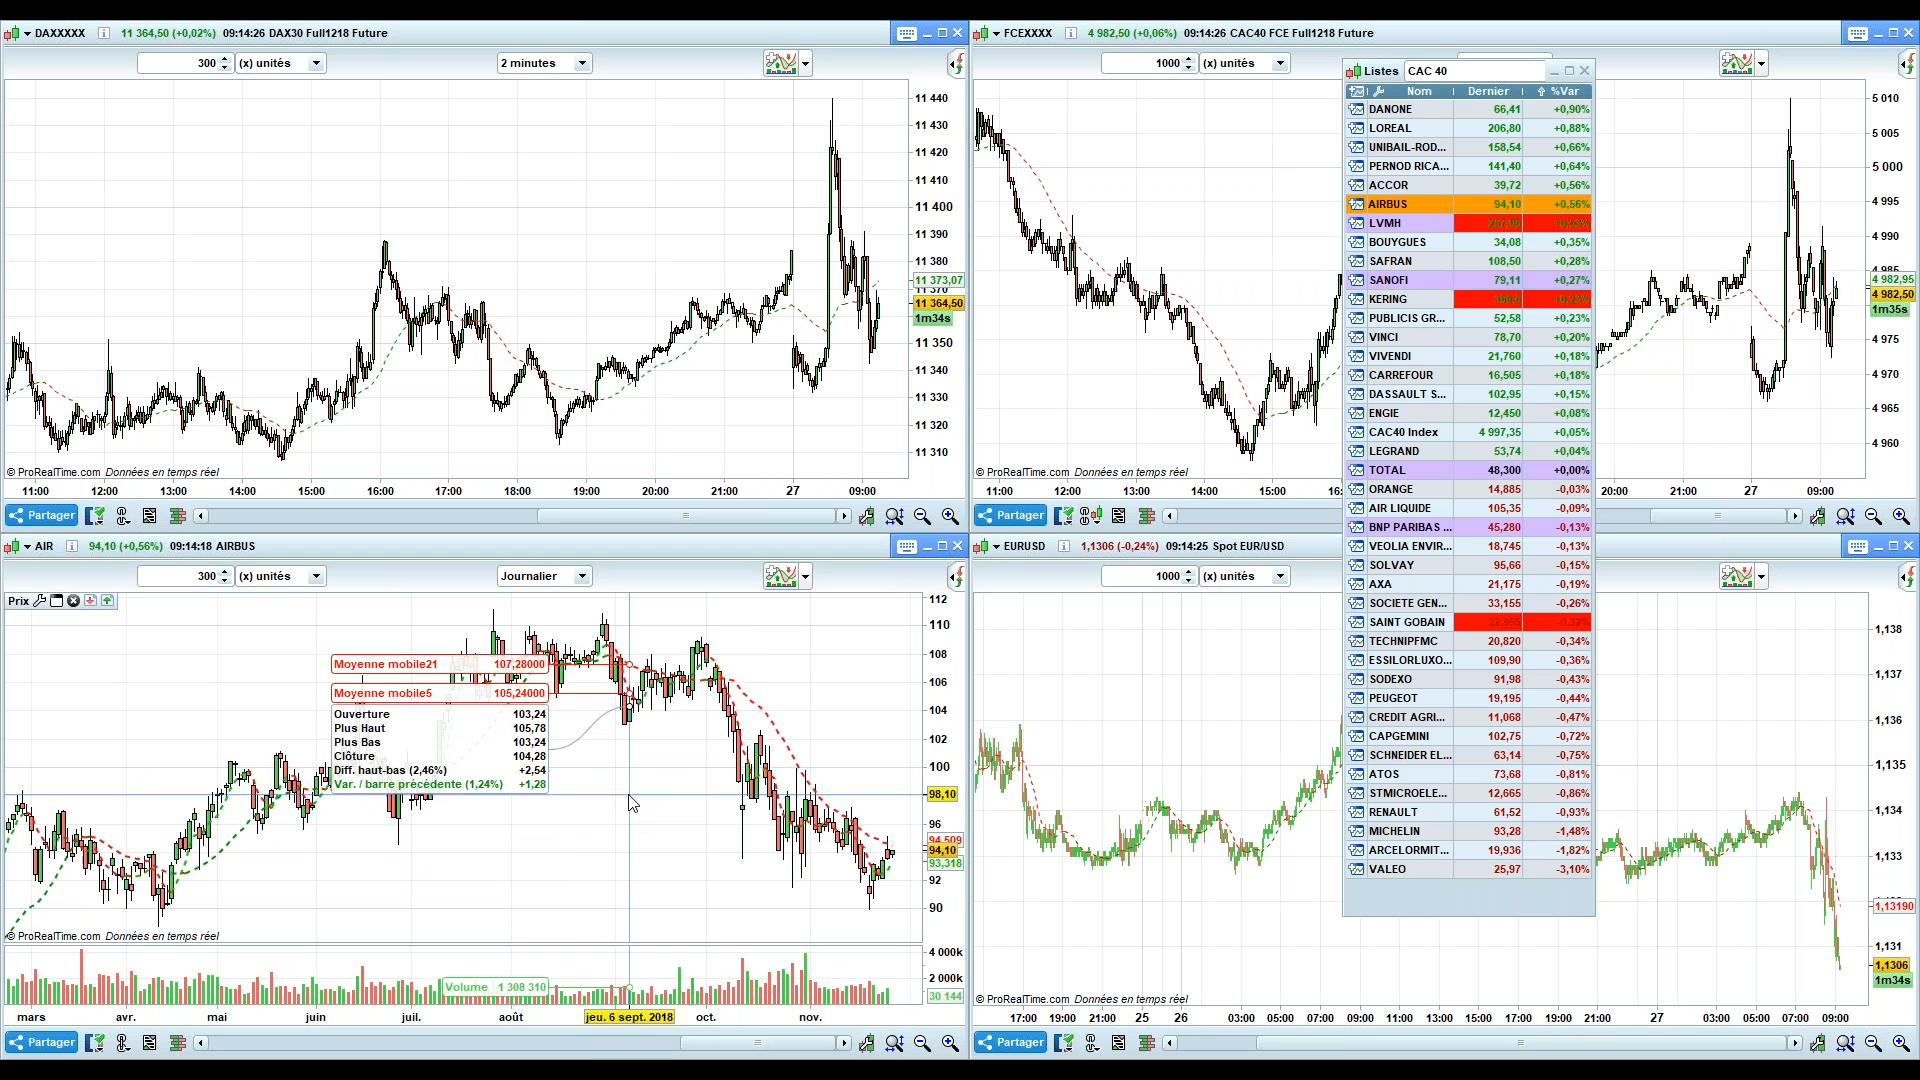 DAXXXXX 11 364,50 (+0,02%) 09:14:26 DAX30 Full1218 Future
300 (x) unités 2 minutes
11 440
11 430
11 420
11 410
11 400
11 390
11 380
11 373,07
11 370
11 364,50
1m34s
11 350
11 340
11 330
11 320
11 310
© ProRealTime.com Données en temps réel
11:00 12:00 13:00 14:00 15:00 16:00 17:00 18:00 19:00 20:00 21:00 27 09:00
Partager
FCEXXXX 4 982,50 (+0,06%) 09:14:26 CAC40 FCE Full1218 Future
1000 (x) unités
5 010
5 005
5 000
4 995
4 990
4 985
4 982,95
4 982,50
1m35s
4 975
4 970
4 965
4 960
© ProRealTime.com Données en temps réel
11:00 12:00 13:00 14:00 15:00 16: 20:00 21:00 27 09:00
Partager
Listes CAC 40
Nom Dernier %Var
DANONE 66,41 +0,90%
LOREAL 206,80 +0,88%
UNIBAIL-ROD... 158,54 +0,66%
PERNOD RICA... 141,40 +0,64%
ACCOR 39,72 +0,56%
AIRBUS 94,10 +0,56%
LVMH
BOUYGUES 34,08 +0,35%
SAFRAN 108,50 +0,28%
SANOFI 79,11 +0,27%
KERING
PUBLICIS GR... 52,58 +0,23%
VINCI 78,70 +0,20%
VIVENDI 21,760 +0,18%
CARREFOUR 16,505 +0,18%
DASSAULT S... 102,95 +0,15%
ENGIE 12,450 +0,08%
CAC40 Index 4 997,35 +0,05%
LEGRAND 53,74 +0,04%
TOTAL 48,300 +0,00%
ORANGE 14,885 -0,03%
AIR LIQUIDE 105,35 -0,09%
BNP PARIBAS ... 45,280 -0,13%
VEOLIA ENVIR... 18,745 -0,13%
SOLVAY 95,66 -0,15%
AXA 21,175 -0,19%
SOCIETE GEN... 33,155 -0,26%
SAINT GOBAIN
TECHNIPFMC 20,820 -0,34%
ESSILORLUXO... 109,90 -0,36%
SODEXO 91,98 -0,43%
PEUGEOT 19,195 -0,44%
CREDIT AGRI... 11,068 -0,47%
CAPGEMINI 102,75 -0,72%
SCHNEIDER EL... 63,14 -0,75%
ATOS 73,68 -0,81%
STMICROELE... 12,665 -0,86%
RENAULT 61,52 -0,93%
MICHELIN 93,28 -1,48%
ARCELORMIT... 19,936 -1,82%
VALEO 25,97 -3,10%
AIR 94,10 (+0,56%) 09:14:18 AIRBUS
300 (x) unités Journalier
Prix
Moyenne mobile21 107,28000
Moyenne mobile5 105,24000
Ouverture 103,24
Plus Haut 105,78
Plus Bas 103,24
Clôture 104,28
Diff. haut-bas (2,46%) +2,54
Var. / barre précédente (1,24%) +1,28
112
110
108
106
104
102
100
98,10
96
94,509
94,10
93,318
92
90
© ProRealTime.com Données en temps réel
Volume 1 308 310
4 000k
2 000k
30 144
mars avr. mai juin juil. août jeu. 6 sept. 2018 oct. nov.
Partager
EURUSD 1,1306 (-0,24%) 09:14:25 Spot EUR/USD
1000 (x) unités
1,138
1,137
1,136
1,135
1,134
1,133
1,13190
1,131
1,1306
1m34s
© ProRealTime.com Données en temps réel
17:00 19:00 21:00 25 26 03:00 05:00 07:00 09:00 11:00 13:00 15:00 17:00 19:00 21:00 27 03:00 05:00 07:00 09:00
Partager